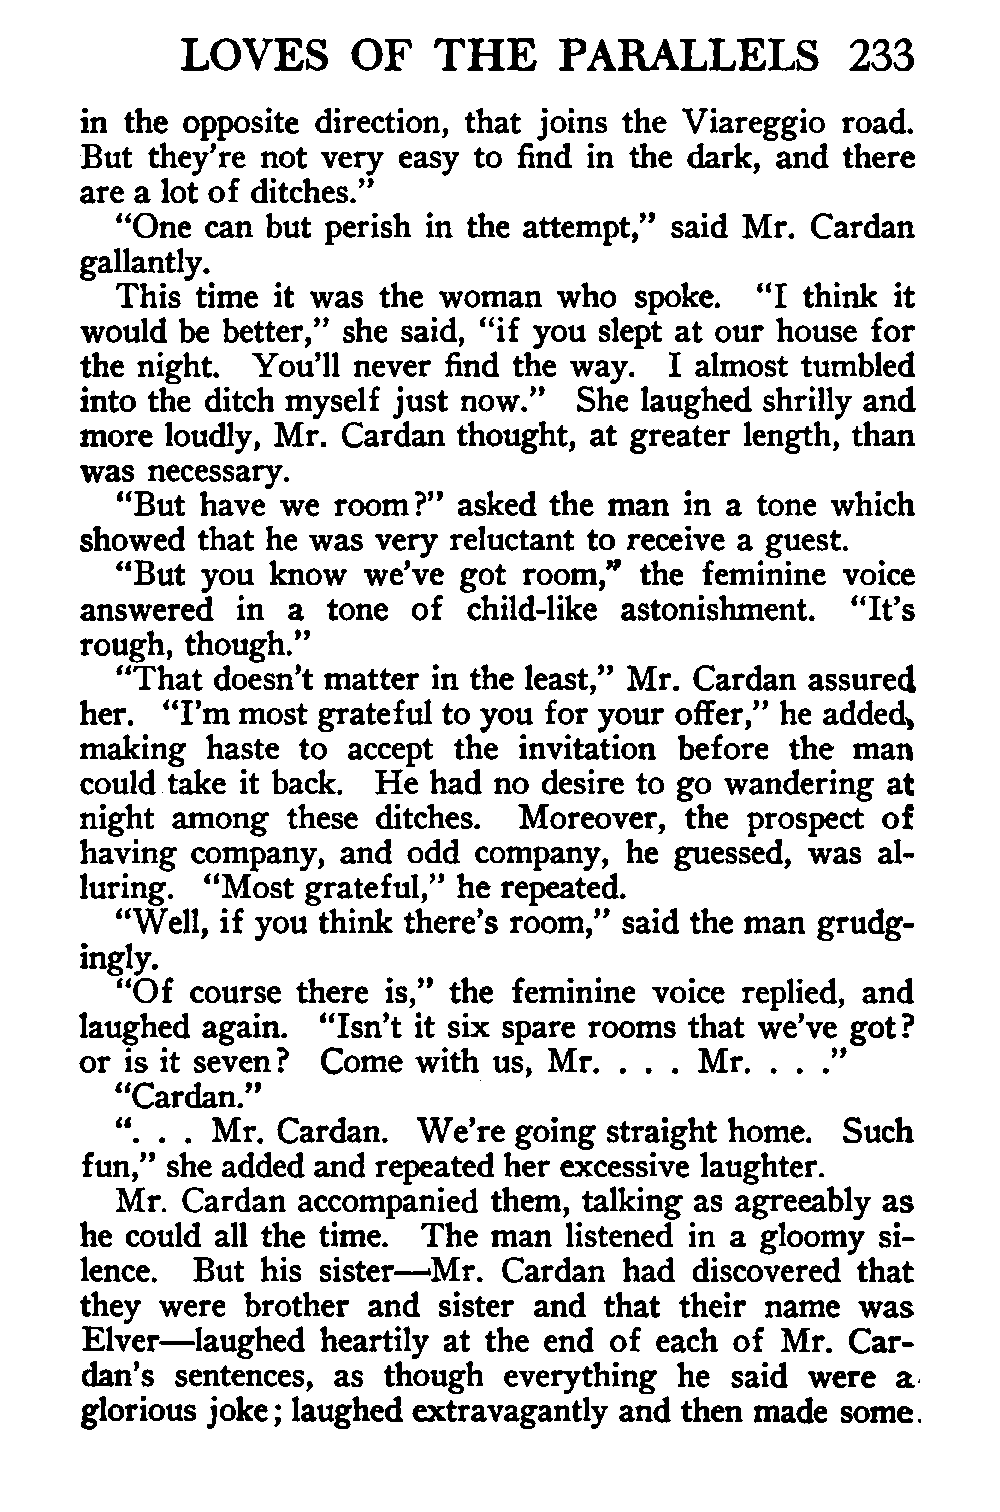 LOVES OF THE PARALLELS 233
in the opposite direction, that joins the Viareggio road.
But they're not very easy to find in the dark, and there
are a lot of ditches."
"One can but perish in the attempt," said Mr. Cardan
gallantly.
This time it was the woman who spoke. "I think it
would be better," she said, "if you slept at our house for
the night. You'll never find the way. I almost tumbled
into the ditch myself just now." She laughed shrilly and
more loudly, Mr. Cardan thought, at greater length, than
was necessary.
"But have we room?" asked the man in a tone which
showed that he was very reluctant to receive a guest.
"But you know we've got room," the feminine voice
answered in a tone of child-like astonishment. "It's
rough, though."
"That doesn't matter in the least," Mr. Cardan assured
her. "I'm most grateful to you for your offer," he added,
making haste to accept the invitation before the man
could take it back. He had no desire to go wandering at
night among these ditches. Moreover, the prospect of
having company, and odd company, he guessed, was al-
luring. "Most grateful," he repeated.
"Well, if you think there's room," said the man grudg-
ingly.
"Of course there is," the feminine voice replied, and
laughed again. "Isn't it six spare rooms that we've got?
or is it seven? Come with us, Mr. . . . Mr. . . ."
"Cardan."
". . . Mr. Cardan. We're going straight home. Such
fun," she added and repeated her excessive laughter.
Mr. Cardan accompanied them, talking as agreeably as
he could all the time. The man listened in a gloomy si-
lence. But his sister—Mr. Cardan had discovered that
they were brother and sister and that their name was
Elver—laughed heartily at the end of each of Mr. Car-
dan's sentences, as though everything he said were a
glorious joke; laughed extravagantly and then made some